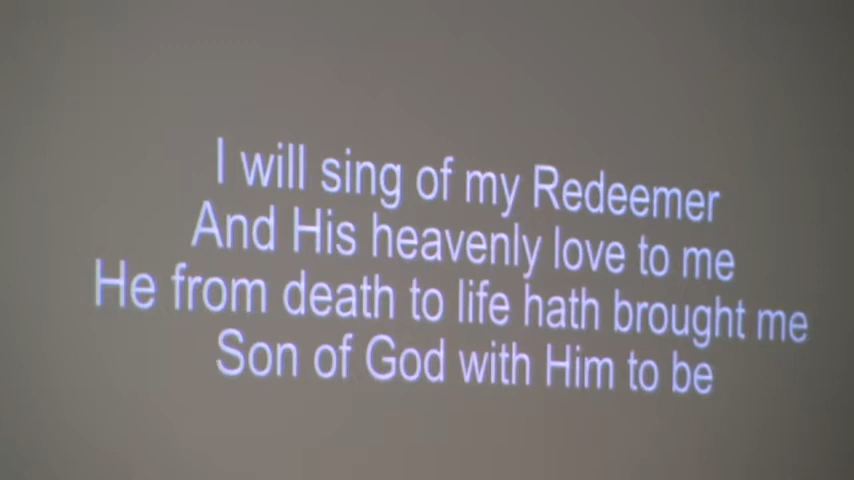 I will sing of my Redeemer
And His heavenly love to me
He from death to life hath brought me
Son of God with Him to be